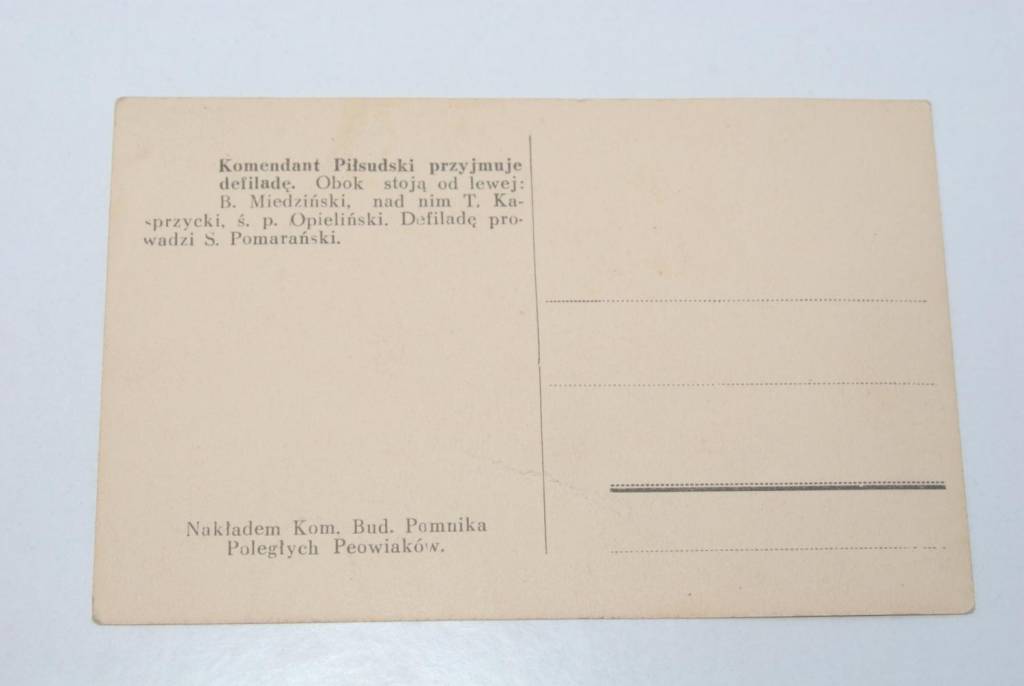 Komendant Piłsudski przyjmuje
defiladę. Obok stoją od lewej:
B. Miedziński, nad nim T. Ka-
sprzycki, ś. p. Opieliński. Defiladę pro-
wadzi S. Pomarański.
Nakładem Kom. Bud. Pomnika
Poległych Peowiaków.